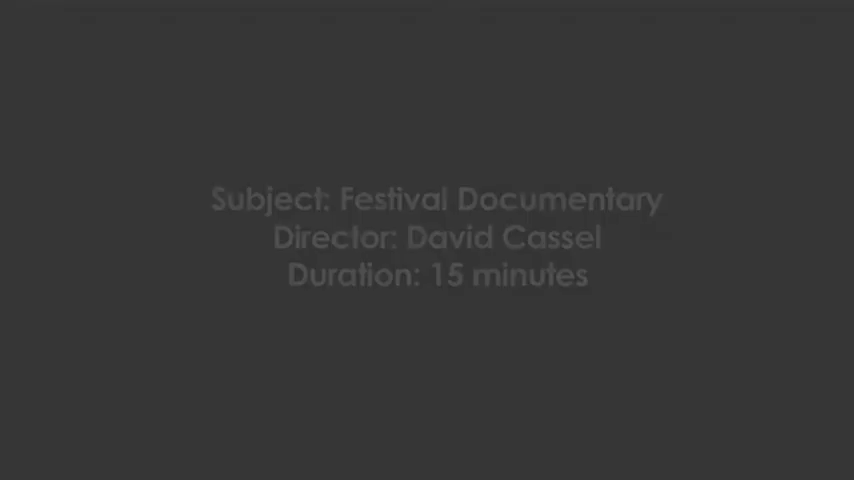 Subject: Festival Documentary
Director: David Cassel
Duration: 15 minutes